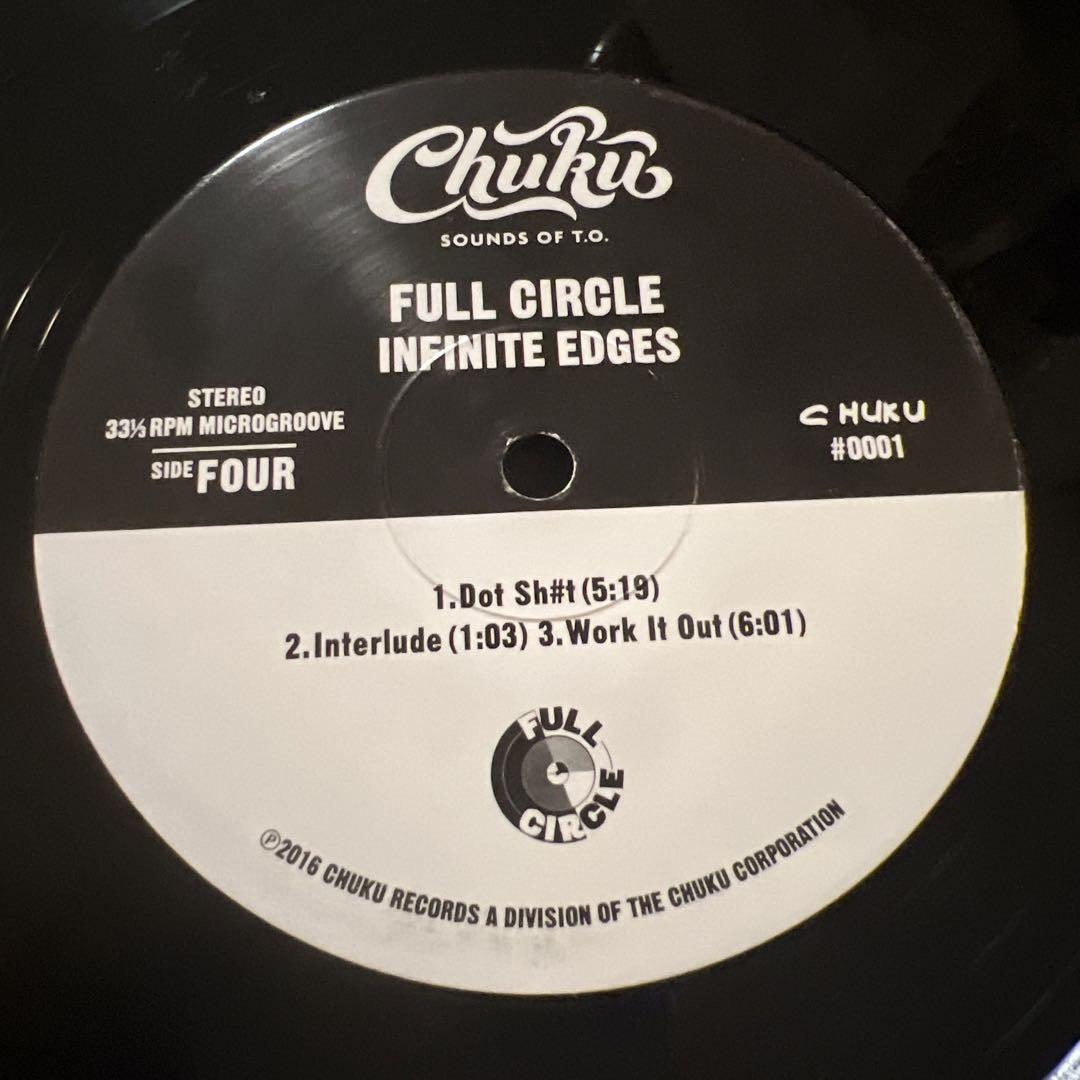 Chuku
SOUNDS OF T.O.
FULL CIRCLE
INFINITE EDGES
STEREO
33⅓ RPM MICROGROOVE
SIDE FOUR
CHUKU
#0001
1.Dot Sh#t (5:19)
2.Interlude (1:03) 3.Work It Out (6:01)
FULL
CIRCLE
℗2016 CHUKU RECORDS A DIVISION OF THE CHUKU CORPORATION